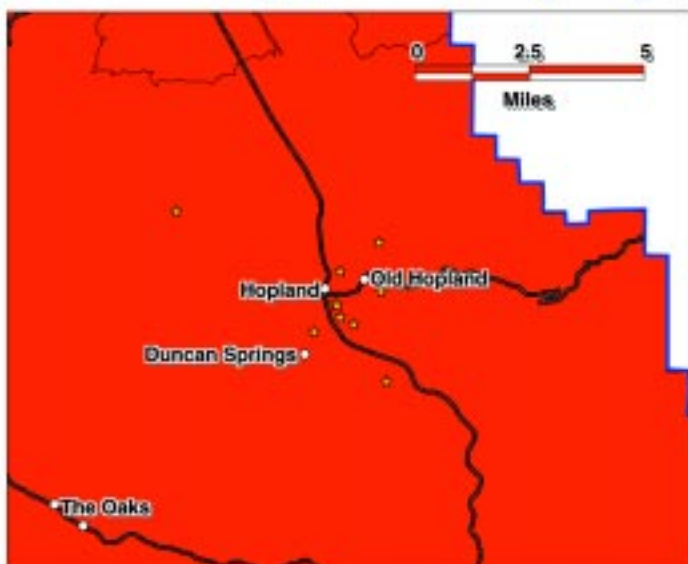 0 2.5 5
Miles
Old Hopland
Hopland
Duncan Springs
The Oaks